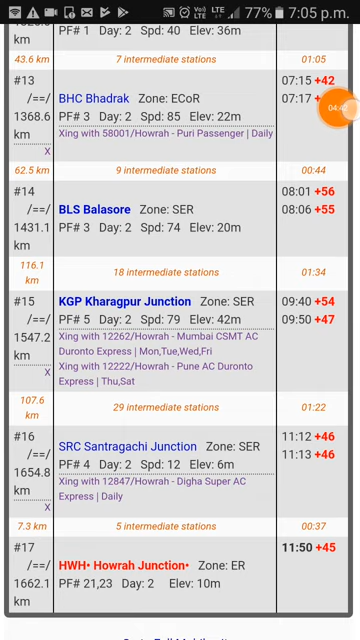 77% 7:05 p.m.
km PF# 1 Day: 2 Spd: 40 Elev: 36m
43.6 km 7 intermediate stations 01:05
#13 07:15 +42
/==/ BHC Bhadrak Zone: ECoR 07:17
1368.6 PF# 3 Day: 2 Spd: 85 Elev: 22m
km Xing with 58001/Howrah - Puri Passenger | Daily
X
04:42
62.5 km 9 intermediate stations 00:44
#14 08:01 +56
/==/ BLS Balasore Zone: SER 08:06 +55
1431.1 PF# 3 Day: 2 Spd: 74 Elev: 20m
km
116.1 km 18 intermediate stations 01:34
#15 KGP Kharagpur Junction Zone: SER 09:40 +54
/==/ PF# 5 Day: 2 Spd: 79 Elev: 42m 09:50 +47
1547.2 Xing with 12262/Howrah - Mumbai CSMT AC
km Duronto Express | Mon,Tue,Wed,Fri
X Xing with 12222/Howrah - Pune AC Duronto
Express | Thu,Sat
107.6 km 29 intermediate stations 01:22
#16 11:12 +46
/==/ SRC Santragachi Junction Zone: SER 11:13 +46
1654.8 PF# 4 Day: 2 Spd: 12 Elev: 6m
km Xing with 12847/Howrah - Digha Super AC
X Express | Daily
7.3 km 5 intermediate stations 00:37
#17 11:50 +45
/==/ HWH• Howrah Junction• Zone: ER
1662.1 PF# 21,23 Day: 2 Elev: 10m
km